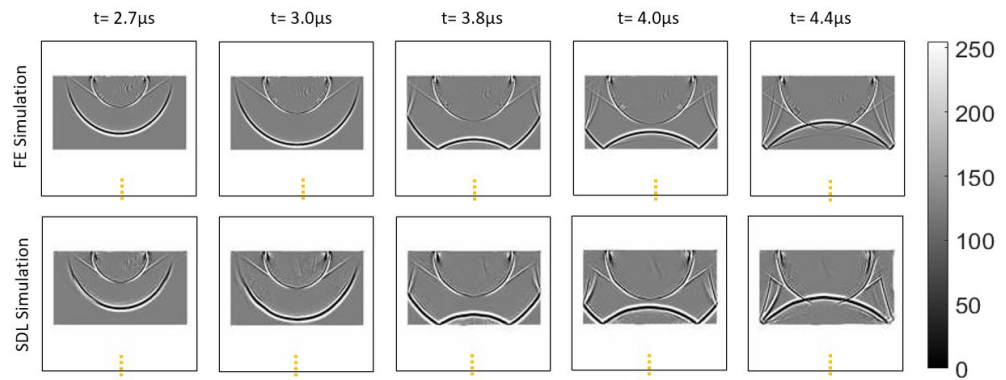 t= 2.7µs t= 3.0µs t= 3.8µs t= 4.0µs t= 4.4µs
FE Simulation
SDL Simulation
250
200
150
100
50
0